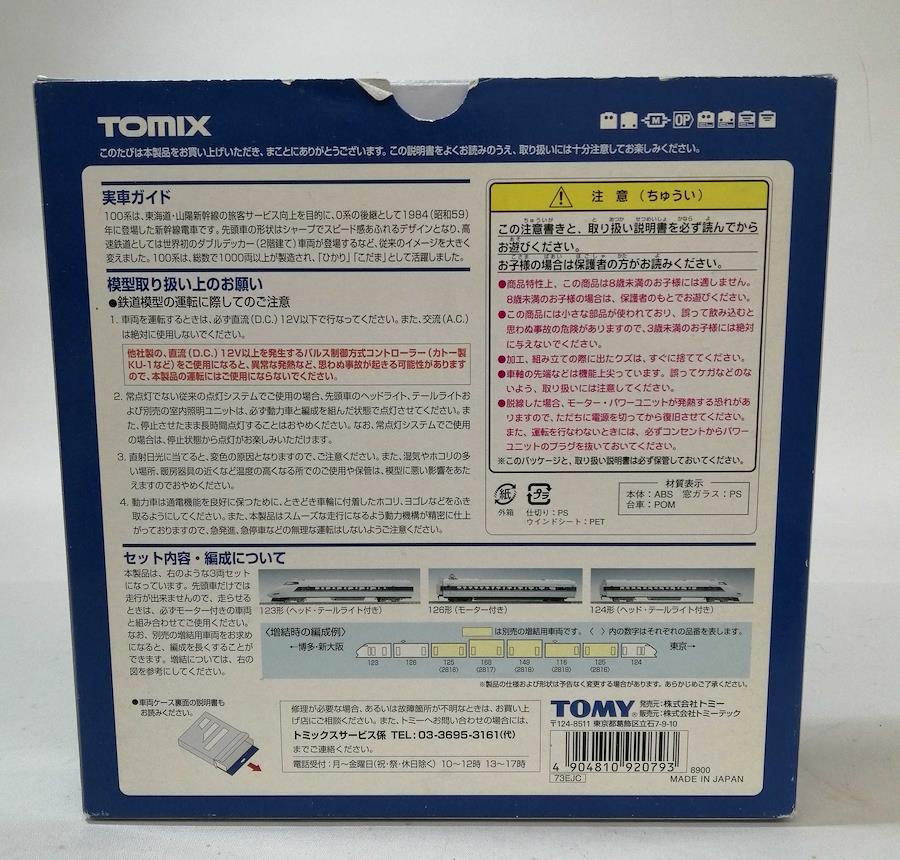 TOMIX
OP
このたびは本製品をお買い上げいただき、まことにありがとうございます。この説明書をよくお読みのうえ、取り扱いには十分注意してお楽しみください。
実車ガイド
100系は、東海道・山陽新幹線の旅客サービス向上を目的に、0系の後継として1984(昭和59)
年に登場した新幹線電車です。先頭車の形状はシャープでスピード感あふれるデザインとなり、高
速鉄道としては世界初のダブルデッカー(2階建て)車両が登場するなど、従来のイメージを大きく
変えました。100系は、総数で1000両以上が製造され、「ひかり」「こだま」として活躍しました。
模型取り扱い上のお願い
●鉄道模型の運転に際してのご注意
1. 車両を運転するときは、必ず直流(D.C.)12V以下で行なってください。また、交流(A.C.)
は絶対に使用しないでください。
他社製の、直流(D.C.)12V以上を発生するパルス制御方式コントローラー(カトー製
KU-1など)をご使用になると、異常な発熱など、思わぬ事故が起きる可能性があります
ので、本製品の運転にはご使用にならないでください。
2. 常点灯でない従来の点灯システムでご使用の場合、先頭車のヘッドライト、テールライトお
よび別売の室内照明ユニットは、必ず動力車と編成を組んだ状態で点灯させてください。ま
た、停止させたまま長時間点灯することはおやめください。なお、常点灯システムでご使用
の場合は、停止状態から点灯がお楽しみいただけます。
3. 直射日光に当てると、変色の原因となりますので、ご注意ください。また、湿気やホコリの多
い場所、暖房器具の近くなど温度の高くなる所でのご使用や保管は、模型に悪い影響をあた
えますのでおやめください。
4. 動力車は通電機能を良好に保つために、ときどき車輪に付着したホコリ、ヨゴレなどをふき
取るようにしてください。また、本製品はスムーズな走行になるよう動力機構が精密に仕上
がっておりますので、急発進、急停車などの無理な運転はしないようご注意ください。
注意(ちゅうい)
この注意書きと、取り扱い説明書を必ず読んでから
お遊びください。
お子様の場合は保護者の方がお読みください。
●商品特性上、この商品は8歳未満のお子様には適しません。
8歳未満のお子様の場合は、保護者のもとでお遊びください。
●この商品には小さな部品が使われており、誤って飲み込むと
思わぬ事故の危険がありますので、3歳未満のお子様には絶対
に与えないでください。
●加工、組み立ての際に出たクズは、すぐに捨ててください。
●車軸の先端などは機能上尖っています。誤ってケガなどのな
いよう、取り扱いには注意してください。
●脱線した場合、モーター・パワーユニットが発熱する恐れがあ
りますので、ただちに電源を切ってから復旧させてください。
また、運転を行なわないときには、必ずコンセントからパワー
ユニットのプラグを抜いておいてください。
※このパッケージと、取り扱い説明書は必ず保管しておいてください。
紙
外箱
プラ
仕切り:PS
ウインドシート:PET
材質表示
本体:ABS 窓ガラス:PS
台車:POM
セット内容・編成について
本製品は、右のような3両セット
になっています。先頭車だけでは
走行が出来ませんので、走らせる
ときは、必ずモーター付きの車両
と組み合わせてご使用ください。
なお、別売の増結用車両をお求め
になると、編成を長くすることが
できます。増結については、右の
図を参考にしてください。
123形(ヘッド・テールライト付き)
126形(モーター付き)
124形(ヘッド・テールライト付き)
〈増結時の編成例〉
は別売の増結用車両です。〈 〉内の数字はそれぞれの品番を表します。
←博多・新大阪
東京→
123 126 125 168 149 116 125 124
(2816) (2817) (2818) (2819) (2816)
※製品の仕様および形状は予告なく変更する場合があります。あらかじめご了承ください。
●車両ケース裏面の説明書も
お読みください。
修理が必要な場合、あるいは故障箇所が不明なときは、お買い上
げ店にご相談ください。また、トミーへお問い合わせの場合には、
トミックスサービス係 TEL:03-3695-3161(代)
までご連絡ください。
電話受付:月~金曜日(祝・祭・休日除く) 10~12時 13~17時
TOMY 発売元:株式会社トミー
販売元:株式会社トミーテック
〒124-8511 東京都葛飾区立石7-9-10
4 904810 920793
73EJC
8900
MADE IN JAPAN